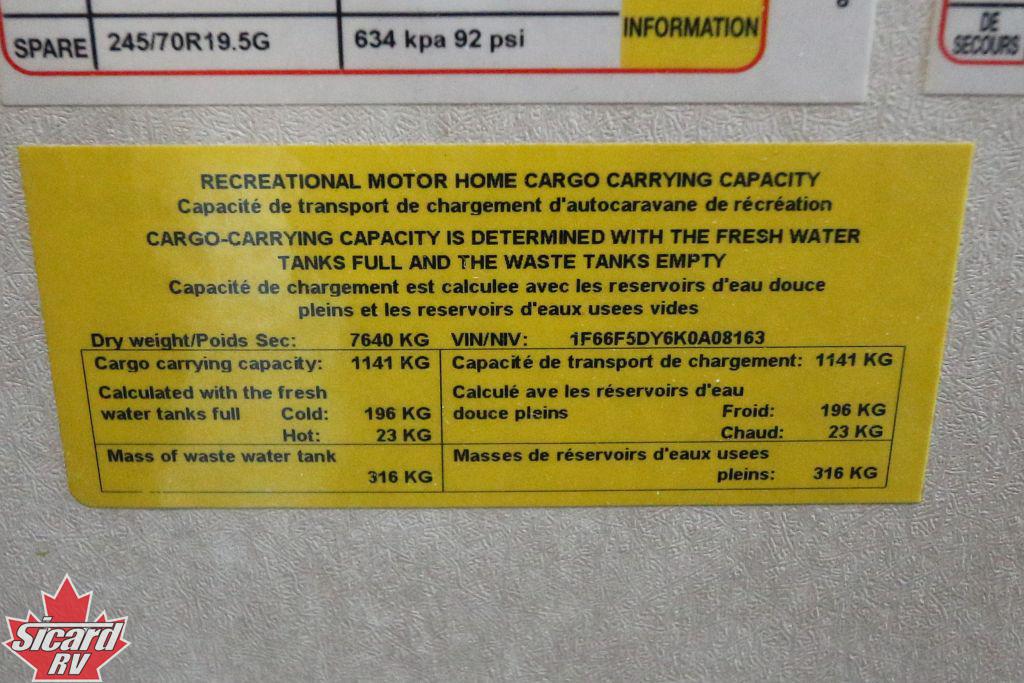 SPARE 245/70R19.5G 634 kpa 92 psi INFORMATION
DE
SECOURS
RECREATIONAL MOTOR HOME CARGO CARRYING CAPACITY
Capacité de transport de chargement d'autocaravane de récréation
CARGO-CARRYING CAPACITY IS DETERMINED WITH THE FRESH WATER
TANKS FULL AND THE WASTE TANKS EMPTY
Capacité de chargement est calculee avec les reservoirs d'eau douce
pleins et les reservoirs d'eaux usees vides
Dry weight/Poids Sec: 7640 KG VIN/NIV: 1F66F5DY6K0A08163
Cargo carrying capacity: 1141 KG Capacité de transport de chargement: 1141 KG
Calculated with the fresh Calculé ave les réservoirs d'eau
water tanks full Cold: 196 KG douce pleins Froid: 196 KG
Hot: 23 KG Chaud: 23 KG
Mass of waste water tank Masses de réservoirs d'eaux usees
316 KG pleins: 316 KG
Sicard
RV